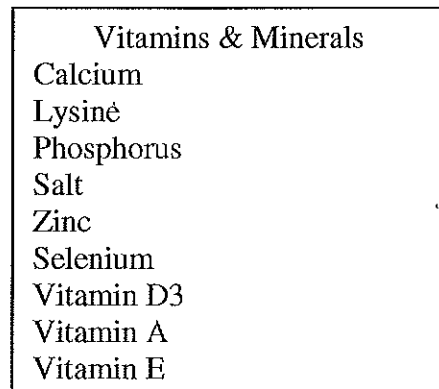 Vitamins & Minerals
Calcium
Lysine
Phosphorus
Salt
Zinc
Selenium
Vitamin D3
Vitamin A
Vitamin E